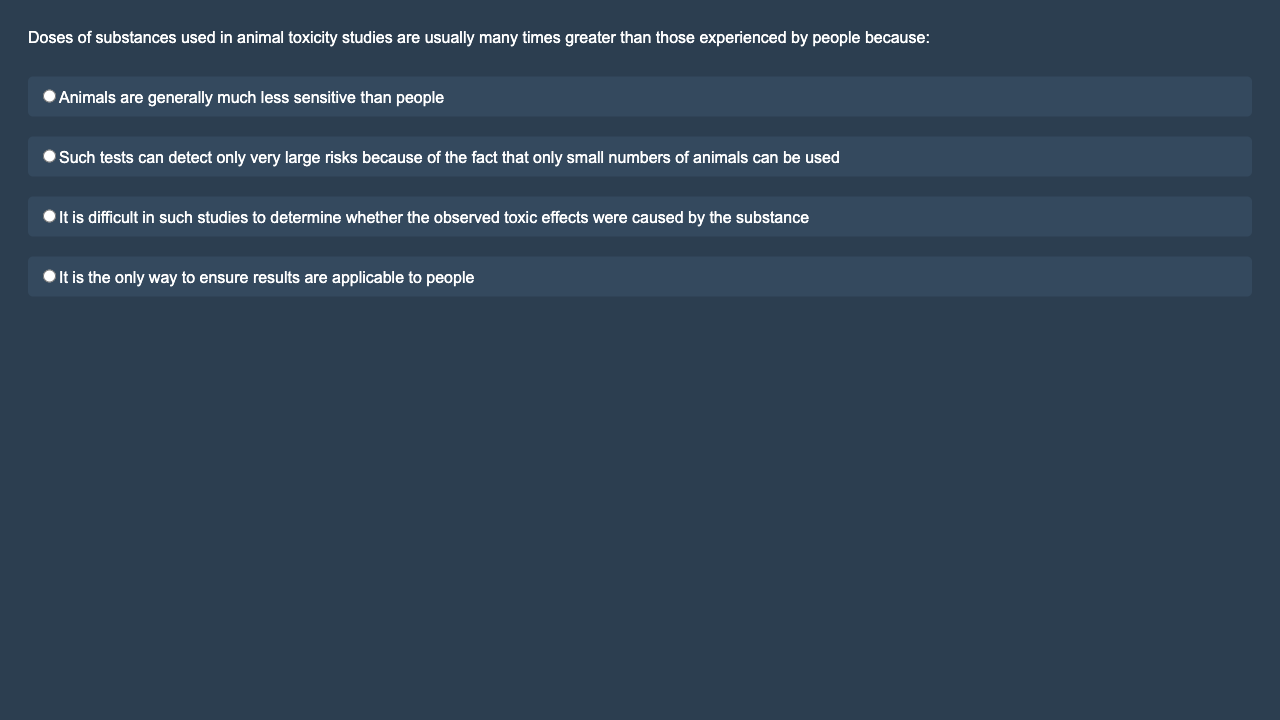 Doses of substances used in animal toxicity studies are usually many times greater than those experienced by people because:
Animals are generally much less sensitive than people
Such tests can detect only very large risks because of the fact that only small numbers of animals can be used
It is difficult in such studies to determine whether the observed toxic effects were caused by the substance
It is the only way to ensure results are applicable to people